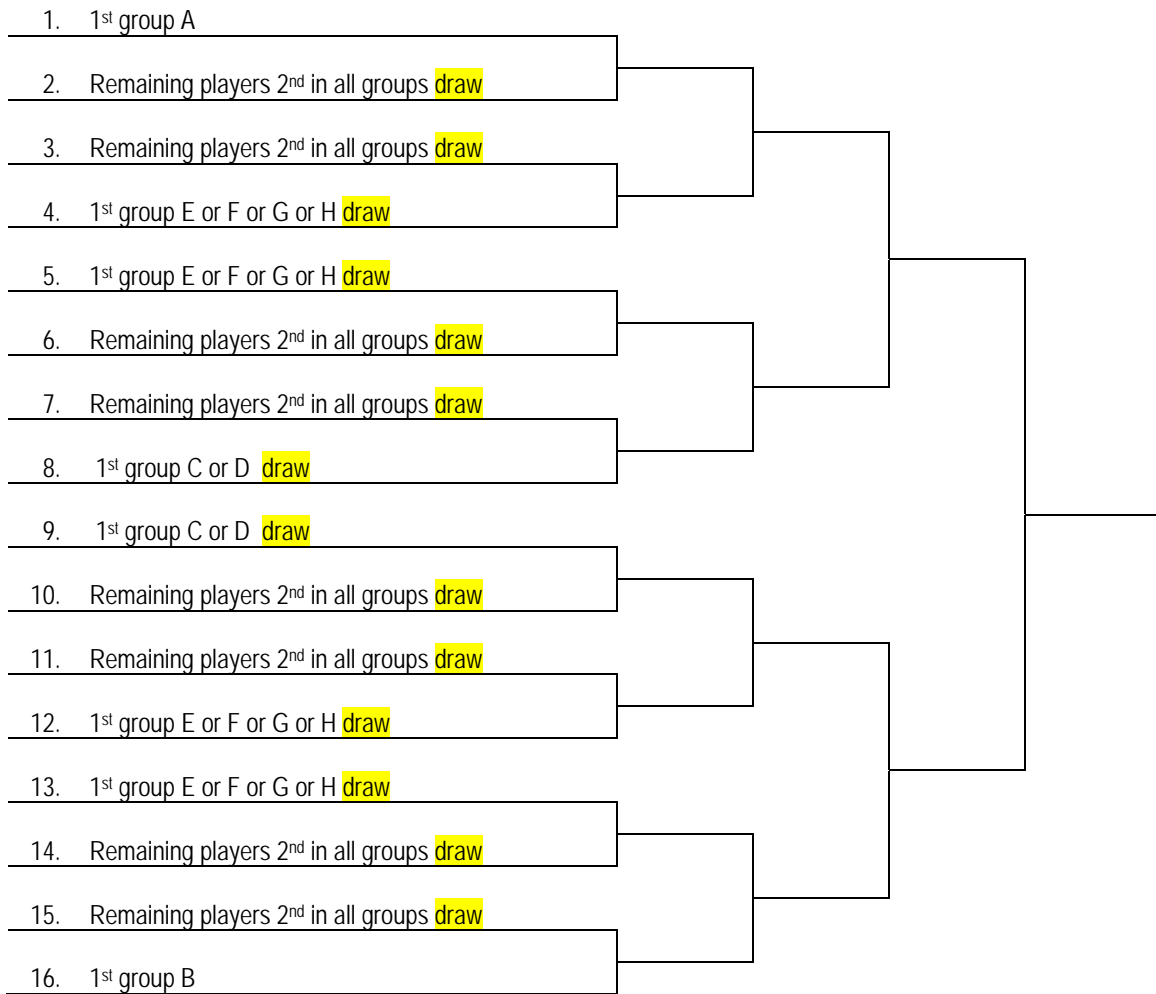 1. 1st group A
2. Remaining players 2nd in all groups draw
3. Remaining players 2nd in all groups draw
4. 1st group E or F or G or H draw
5. 1st group E or F or G or H draw
6. Remaining players 2nd in all groups draw
7. Remaining players 2nd in all groups draw
8. 1st group C or D draw
9. 1st group C or D draw
10. Remaining players 2nd in all groups draw
11. Remaining players 2nd in all groups draw
12. 1st group E or F or G or H draw
13. 1st group E or F or G or H draw
14. Remaining players 2nd in all groups draw
15. Remaining players 2nd in all groups draw
16. 1st group B